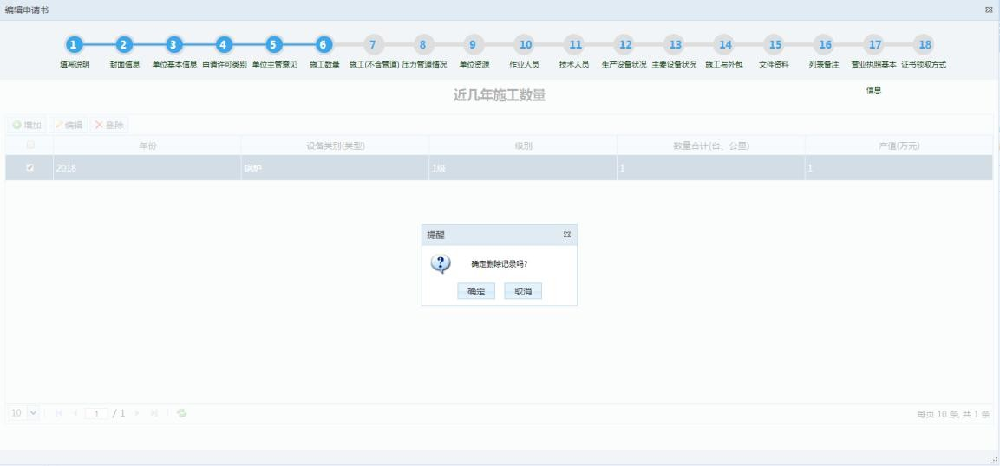 编辑申请书
1 2 3 4 5 6 7 8 9 10 11 12 13 14 15 16 17 18
填写说明 封面信息 单位基本信息 申请许可类别 单位主管意见 施工数量 施工(不含管道) 压力管道情况 单位资源 作业人员 技术人员 生产设备状况 主要设备状况 施工与外包 文件资料 列表备注 营业执照基本 证书领取方式
信息
近几年施工数量
增加 编辑 删除
年份 设备类别(类型) 级别 数量合计(台、公里) 产值(万元)
2018 锅炉 1级 1 1
提醒
确定删除记录吗?
确定 取消
10 1 / 1 每页 10 条, 共 1 条